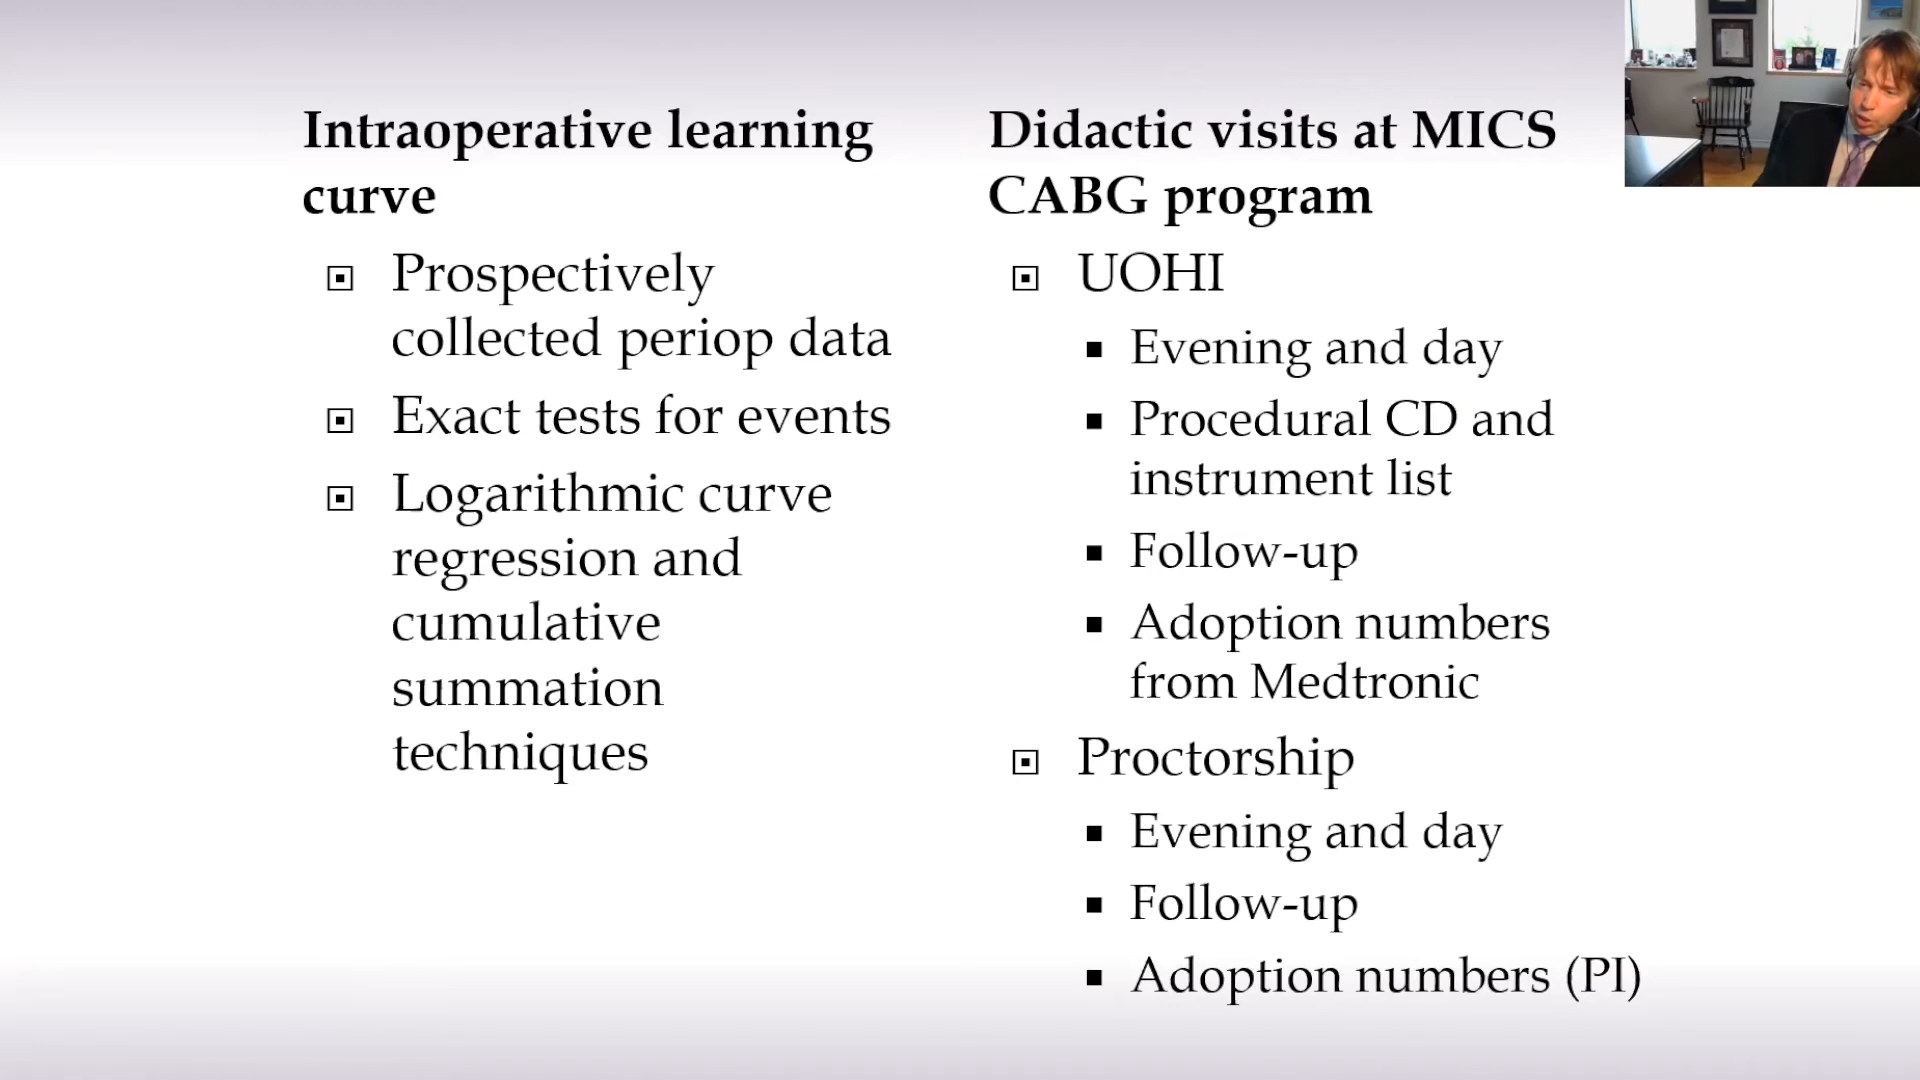 Intraoperative learning
curve
Prospectively
collected periop data
Exact tests for events
Logarithmic curve
regression and
cumulative
summation
techniques
Didactic visits at MICS
CABG program
UOHI
Evening and day
Procedural CD and
instrument list
Follow-up
Adoption numbers
from Medtronic
Proctorship
Evening and day
Follow-up
Adoption numbers (PI)